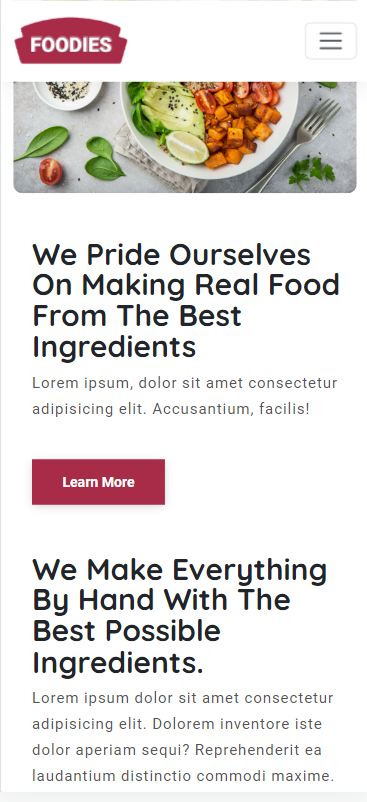 FOODIES
We Pride Ourselves
On Making Real Food
From The Best
Ingredients
Lorem ipsum, dolor sit amet consectetur
adipisicing elit. Accusantium, facilis!
Learn More
We Make Everything
By Hand With The
Best Possible
Ingredients.
Lorem ipsum dolor sit amet consectetur
adipisicing elit. Dolorem inventore iste
dolor aperiam sequi? Reprehenderit ea
laudantium distinctio commodi maxime.